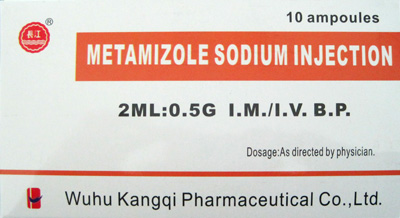 10 ampoules
METAMIZOLE SODIUM INJECTION
2ML:0.5G I.M./I.V. B.P.
Dosage:As directed by physician.
Wuhu Kangqi Pharmaceutical Co.,Ltd.